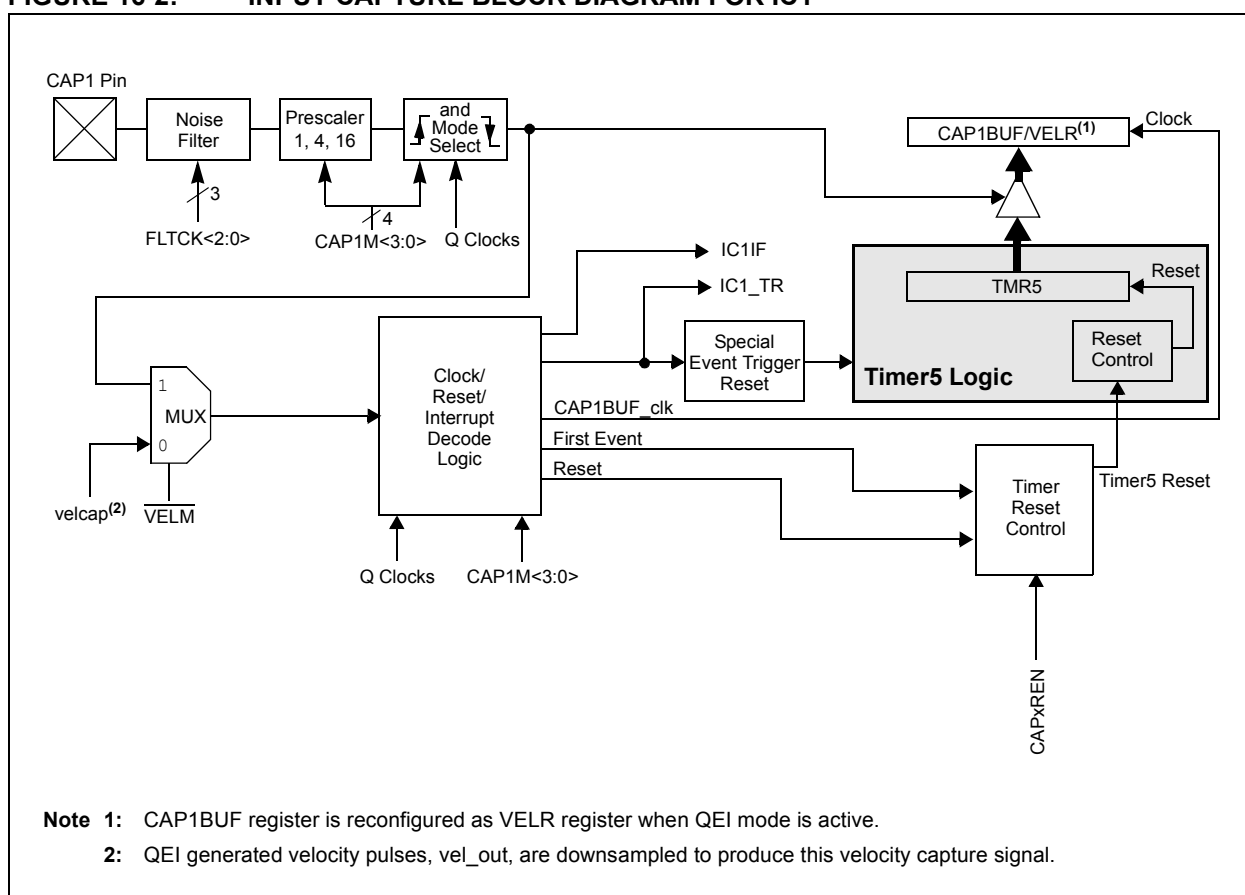 CAP1 Pin
Noise
Filter
Prescaler
1, 4, 16
and
Mode
Select
3
FLTCK<2:0>
4
CAP1M<3:0>
Q Clocks
CAP1BUF/VELR(1)
Clock
IC1IF
IC1_TR
TMR5
Reset
Reset
Control
Timer5 Logic
Special
Event Trigger
Reset
1
MUX
0
velcap(2)
VELM
Clock/
Reset/
Interrupt
Decode
Logic
CAP1BUF_clk
First Event
Reset
Q Clocks
CAP1M<3:0>
Timer
Reset
Control
Timer5 Reset
CAPxREN
Note 1: CAP1BUF register is reconfigured as VELR register when QEI mode is active.
2: QEI generated velocity pulses, vel_out, are downsampled to produce this velocity capture signal.